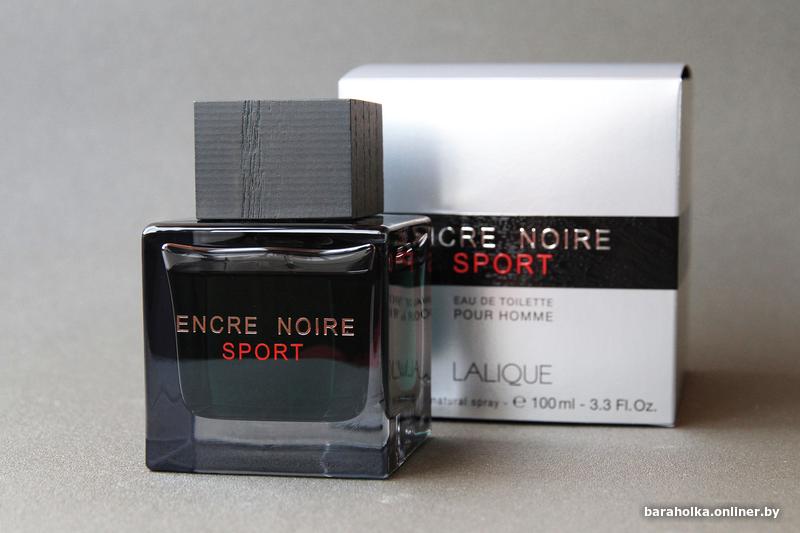 ENCRE NOIRE
SPORT
NCRE NOIRE
SPORT
EAU DE TOILETTE
POUR HOMME
LALIQUE
natural spray - ℮ 100 ml - 3.3 Fl.Oz.
baraholka.onliner.by